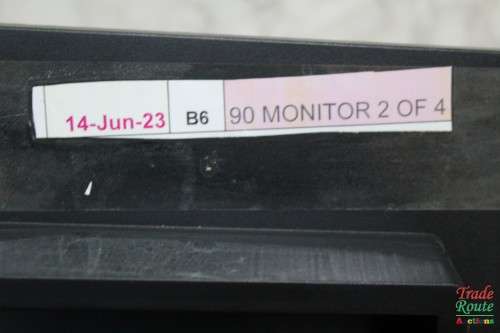 14-Jun-23 B6 90 MONITOR 2 OF 4
Trade
Route
Auctions